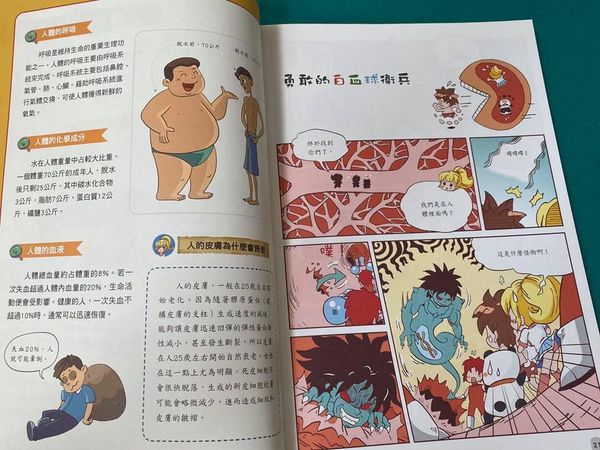 人體的呼吸
呼吸是維持生命的重要生理功
能之一。人體的呼吸主要由呼吸系
統來完成，呼吸系統主要包括鼻腔、
氣管、肺、心臟。藉助呼吸系統進
行氣體交換，可使人體獲得新鮮的
氧氣。
人體的化學成分
水在人體重量中占較大比重。
一個體重70公斤的成年人，脫水
後只剩25公斤，其中碳水化合物
3公斤，脂肪7公斤，蛋白質12公
斤，礦鹽3公斤。
人體的血液
人體總血量約占體重的8%。若一
次失血超過人體內血量的20%，生命活
動便會受影響。健康的人，一次失血不
超過10%時，通常可以迅速恢復。
失血20%，人
就可能暈倒。
脫水前，70公斤
脫水後
人的皮膚為什麼會衰老
人的皮膚，一般在25歲左右開
始老化，因為隨著膠原蛋白（還
構皮膚的支柱）生成速度的減緩，
能夠讓皮膚迅速回彈的彈性蛋白彈
性減小，甚至發生斷裂，所以皮膚
在人25歲左右開始自然衰老，女性
在這一點上尤為明顯。死皮細胞不
會很快脫落，生成的新皮細胞的量
可能會略微減少，進而造成細紋和
皮膚的皺褶。
勇敢的白血球衛兵
終於找到
你們了。
我們是在人
體裡面嗎？
嗚嗚嗚！
噗
這是什麼怪物啊！